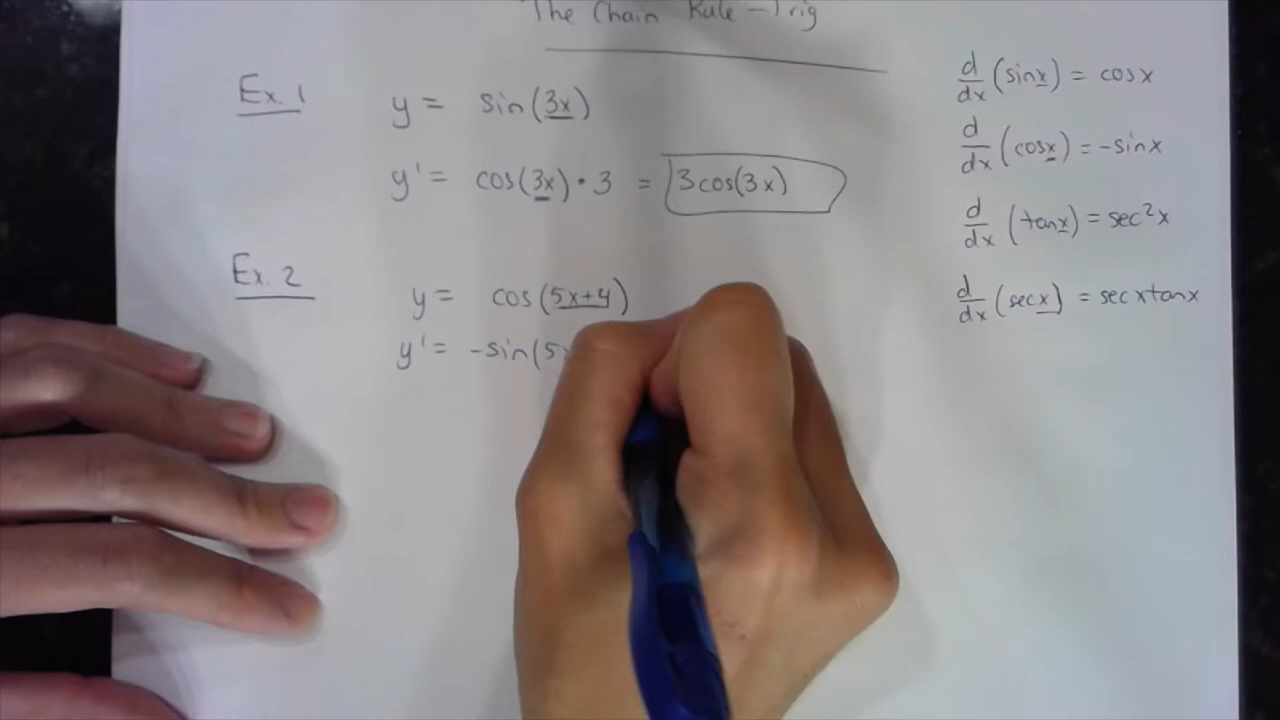 The Chain Rule - Trig
Ex. 1
y = sin(3x)
y' = cos(3x) · 3 = 3cos(3x)
Ex. 2
y = cos(5x+4)
y' = -sin(5
d/dx (sinx) = cosx
d/dx (cosx) = -sinx
d/dx (tanx) = sec²x
d/dx (secx) = secxtanx